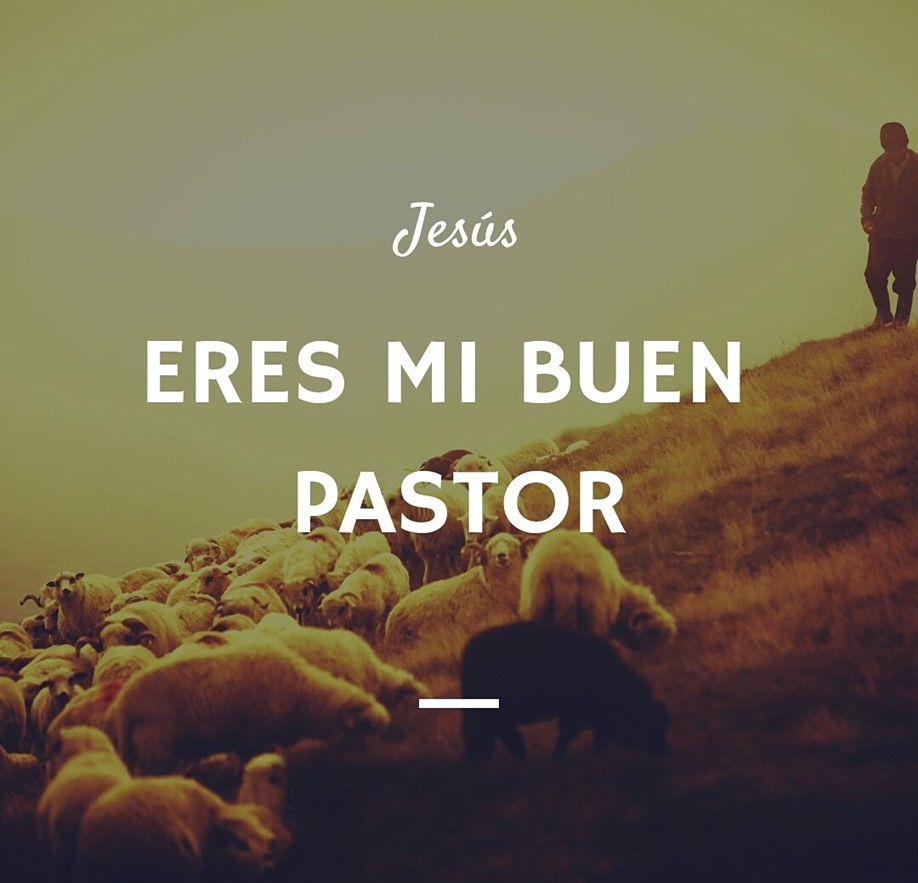 Jesús
ERES MI BUEN
PASTOR